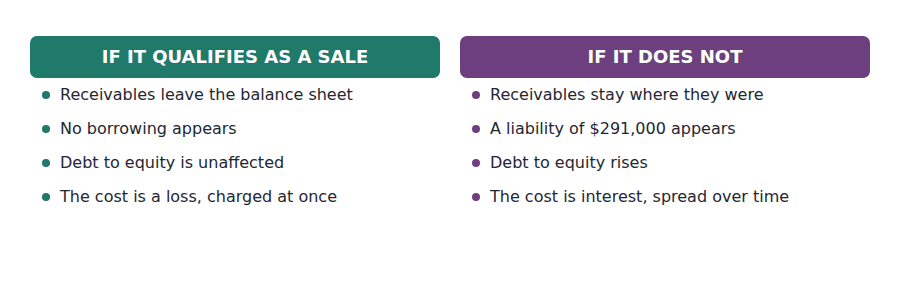 IF IT QUALIFIES AS A SALE
Receivables leave the balance sheet
No borrowing appears
Debt to equity is unaffected
The cost is a loss, charged at once
IF IT DOES NOT
Receivables stay where they were
A liability of $291,000 appears
Debt to equity rises
The cost is interest, spread over time